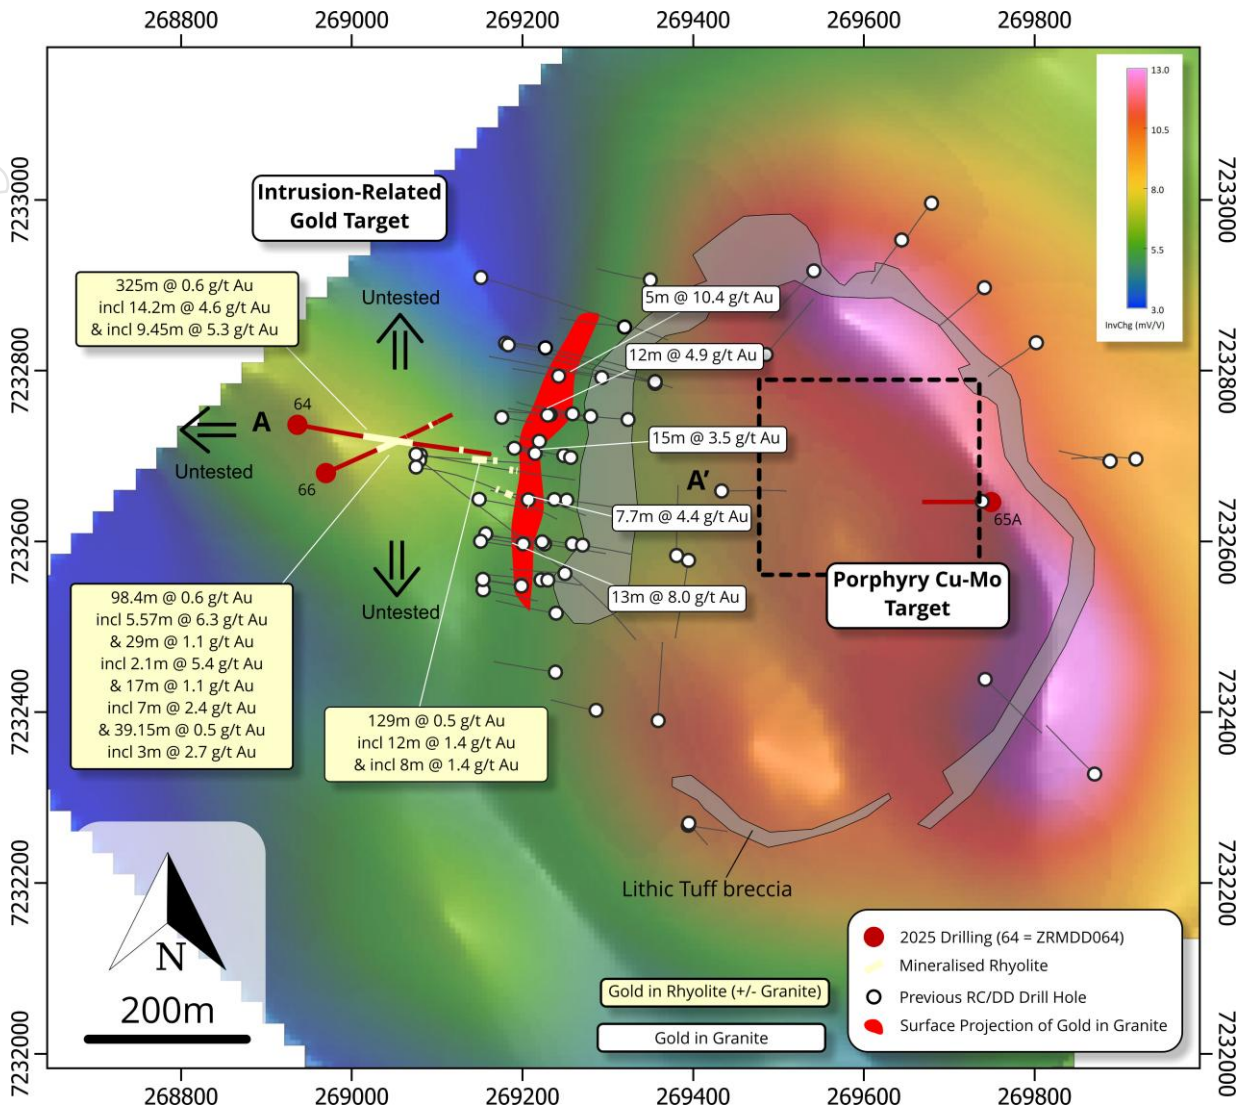 268800 269000 269200 269400 269600 269800
7233000
7232800
7232600
7232400
7232200
7232000
7233000
7232800
7232600
7232400
7232200
7232000
13.0
10.5
8.0
5.5
3.0
InvChg (mV/V)
Intrusion-Related
Gold Target
325m @ 0.6 g/t Au
incl 14.2m @ 4.6 g/t Au
& incl 9.45m @ 5.3 g/t Au
Untested
5m @ 10.4 g/t Au
12m @ 4.9 g/t Au
64
A
Untested
66
15m @ 3.5 g/t Au
A'
7.7m @ 4.4 g/t Au
65A
Untested
13m @ 8.0 g/t Au
Porphyry Cu-Mo
Target
98.4m @ 0.6 g/t Au
incl 5.57m @ 6.3 g/t Au
& 29m @ 1.1 g/t Au
incl 2.1m @ 5.4 g/t Au
& 17m @ 1.1 g/t Au
incl 7m @ 2.4 g/t Au
& 39.15m @ 0.5 g/t Au
incl 3m @ 2.7 g/t Au
129m @ 0.5 g/t Au
incl 12m @ 1.4 g/t Au
& incl 8m @ 1.4 g/t Au
Lithic Tuff breccia
N
200m
Gold in Rhyolite (+/- Granite)
Gold in Granite
2025 Drilling (64 = ZRMDD064)
Mineralised Rhyolite
Previous RC/DD Drill Hole
Surface Projection of Gold in Granite
268800 269000 269200 269400 269600 269800